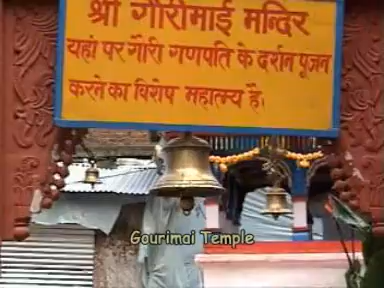 श्री गौरीमाई मन्दिर
यहां पर गौरी गणपति के दर्शन पूजन
करने का विशेष महात्म्य है।
Gourimai Temple